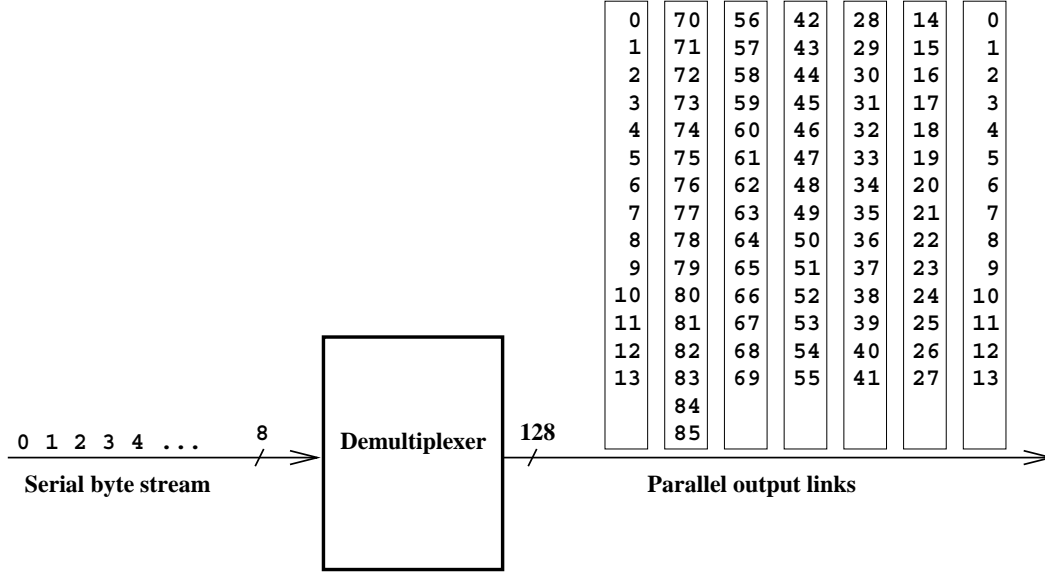 0 70 56 42 28 14 0
1 71 57 43 29 15 1
2 72 58 44 30 16 2
3 73 59 45 31 17 3
4 74 60 46 32 18 4
5 75 61 47 33 19 5
6 76 62 48 34 20 6
7 77 63 49 35 21 7
8 78 64 50 36 22 8
9 79 65 51 37 23 9
10 80 66 52 38 24 10
11 81 67 53 39 25 11
12 82 68 54 40 26 12
13 83 69 55 41 27 13
84
85
0 1 2 3 4 ...
8
Demultiplexer
128
Serial byte stream
Parallel output links